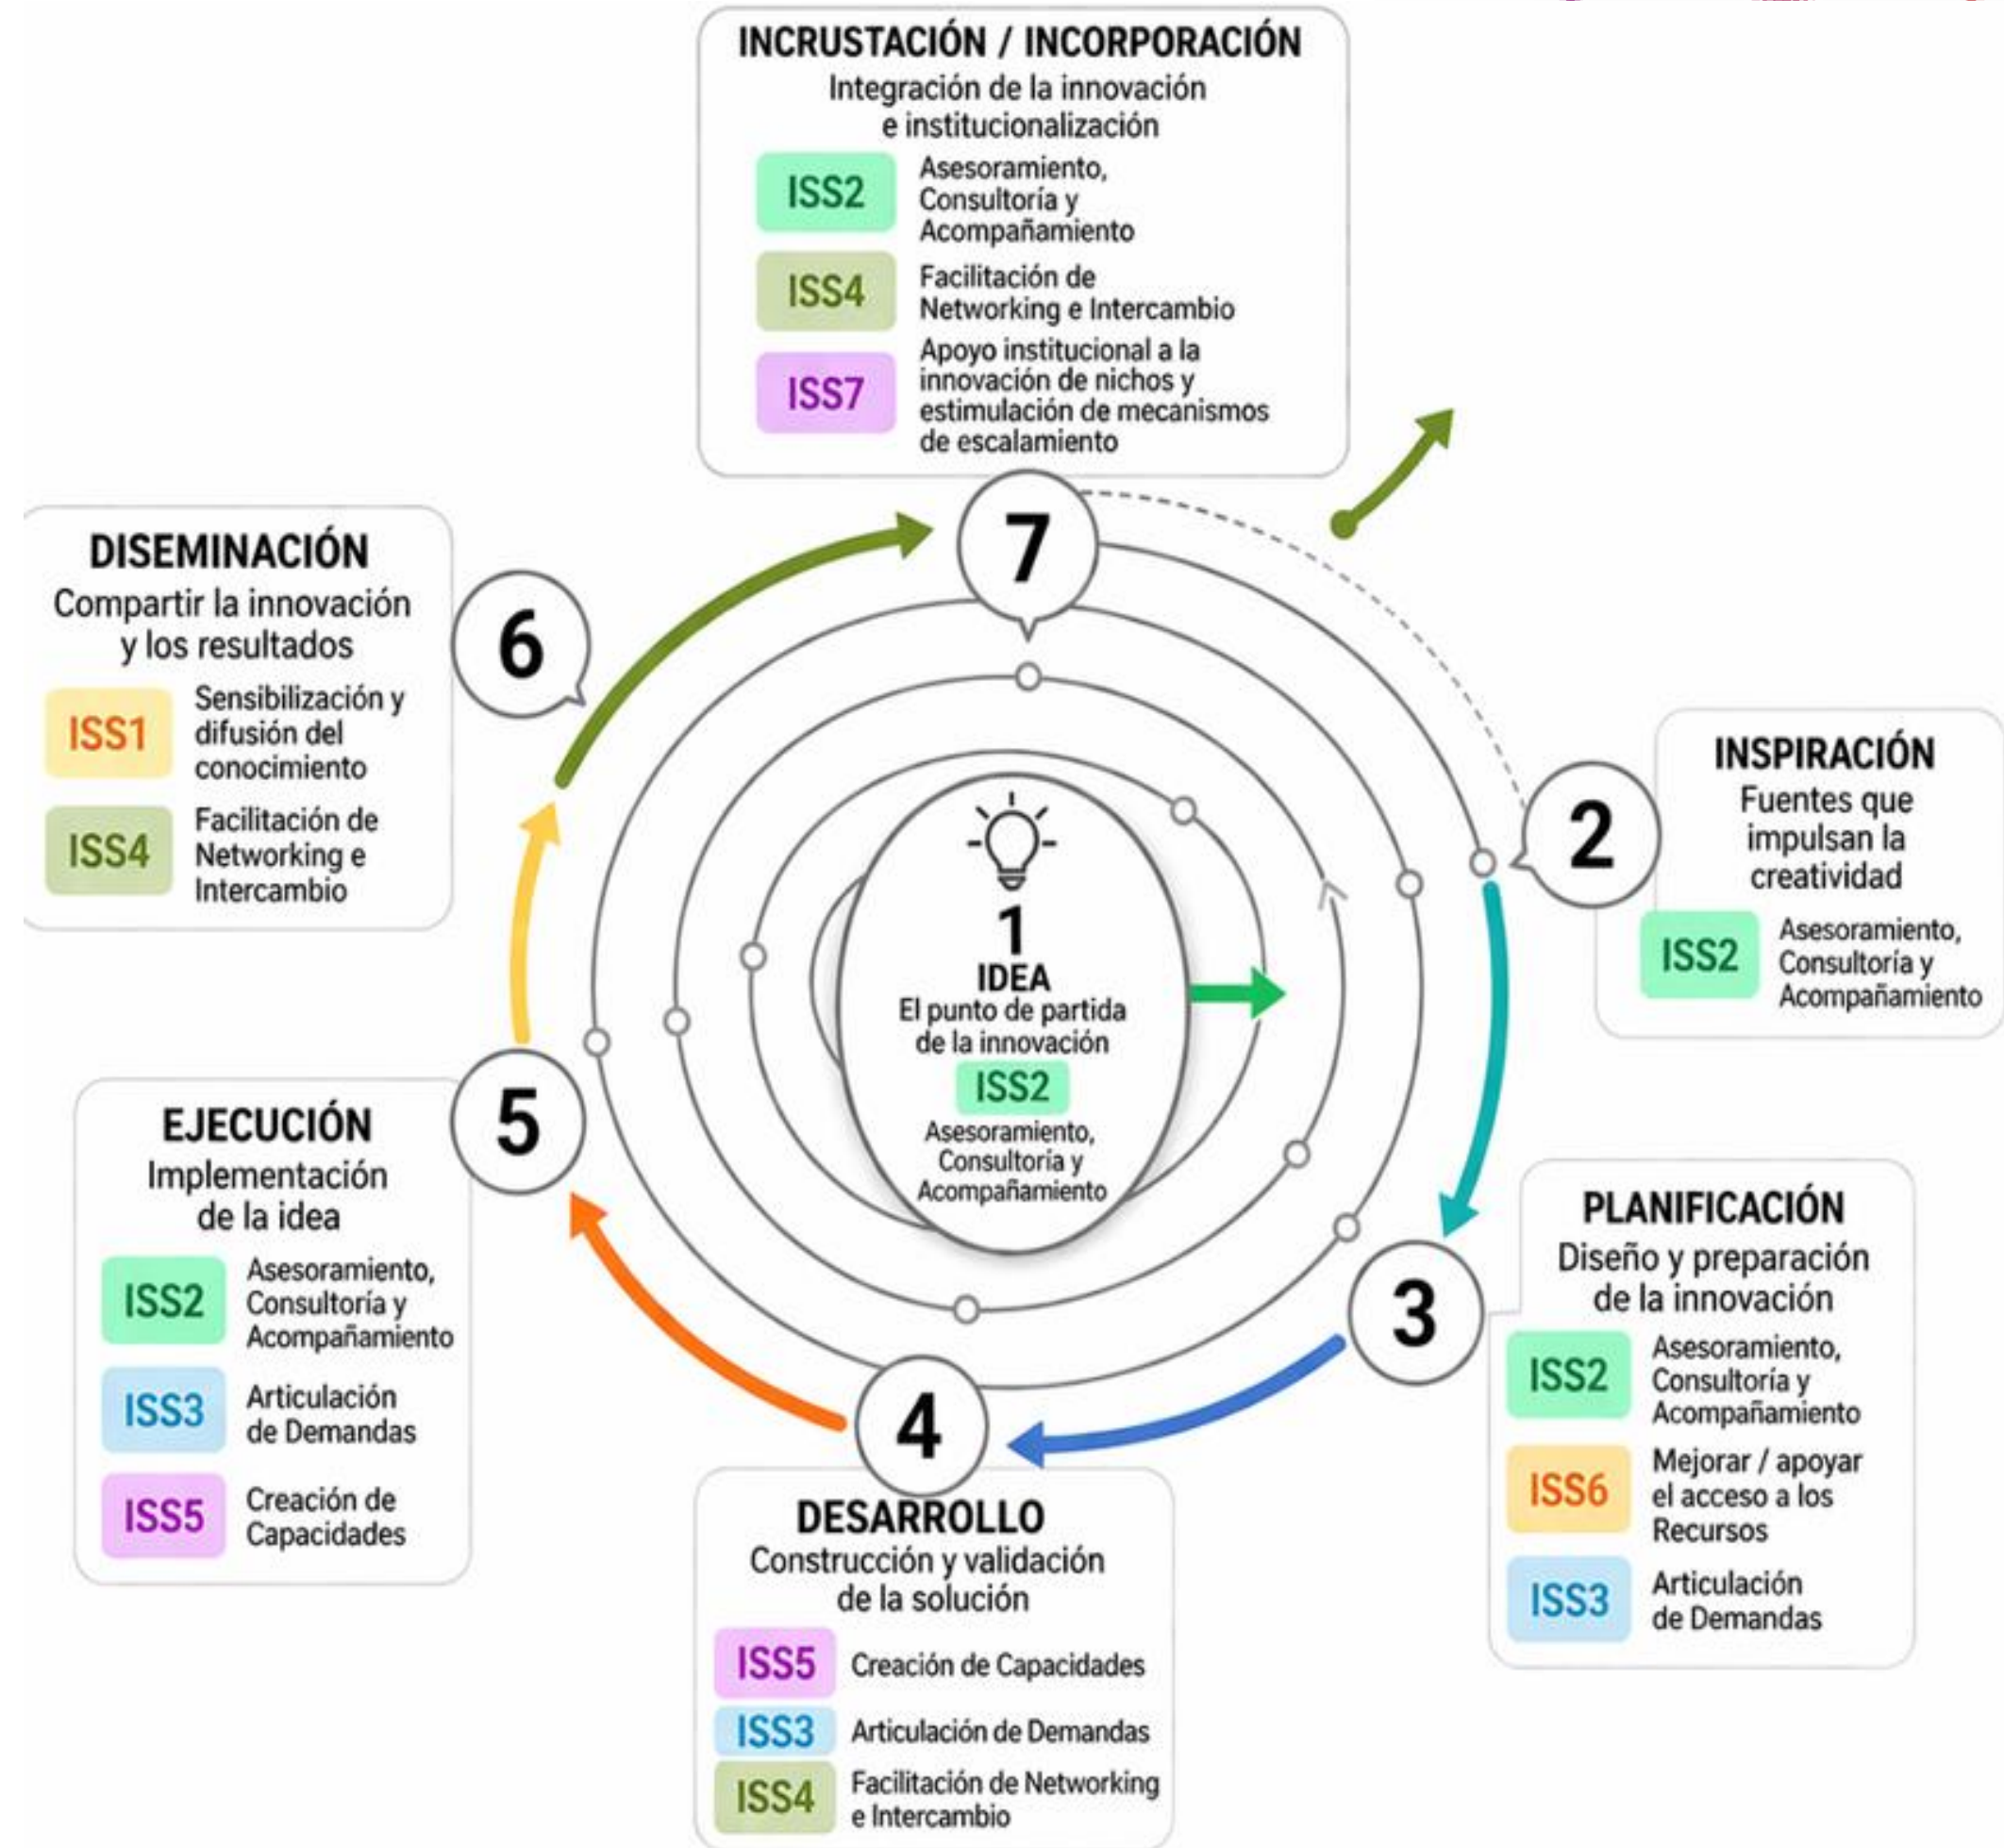 INCRUSTACIÓN / INCORPORACIÓN
Integración de la innovación
e institucionalización
ISS2
Asesoramiento,
Consultoría y
Acompañamiento
ISS4
Facilitación de
Networking e Intercambio
ISS7
Apoyo institucional a la
innovación de nichos y
estimulación de mecanismos
de escalamiento
7
DISEMINACIÓN
Compartir la innovación
y los resultados
ISS1
Sensibilización y
difusión del
conocimiento
ISS4
Facilitación de
Networking e
Intercambio
6
1
IDEA
El punto de partida
de la innovación
ISS2
Asesoramiento,
Consultoría y
Acompañamiento
2
INSPIRACIÓN
Fuentes que
impulsan la
creatividad
ISS2
Asesoramiento,
Consultoría y
Acompañamiento
5
EJECUCIÓN
Implementación
de la idea
ISS2
Asesoramiento,
Consultoría y
Acompañamiento
ISS3
Articulación
de Demandas
ISS5
Creación de
Capacidades
3
PLANIFICACIÓN
Diseño y preparación
de la innovación
ISS2
Asesoramiento,
Consultoría y
Acompañamiento
ISS6
Mejorar / apoyar
el acceso a los
Recursos
ISS3
Articulación
de Demandas
4
DESARROLLO
Construcción y validación
de la solución
ISS5
Creación de Capacidades
ISS3
Articulación de Demandas
ISS4
Facilitación de Networking
e Intercambio